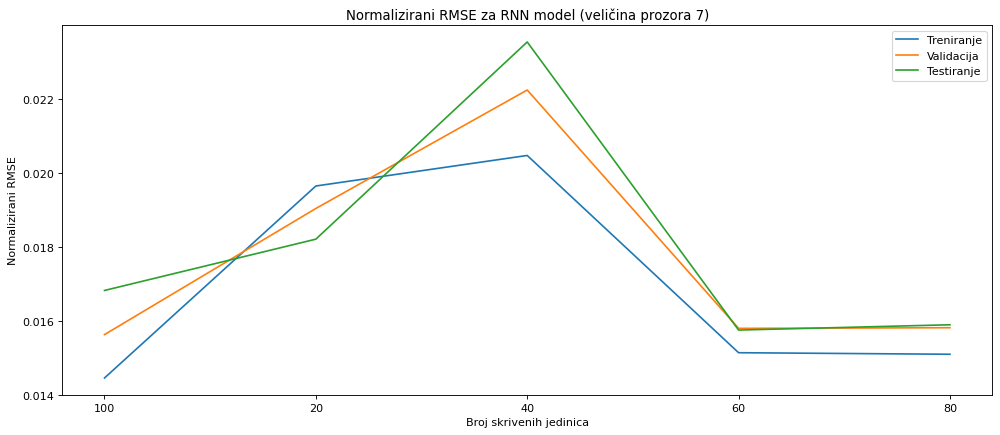 Normalizirani RMSE za RNN model (veličina prozora 7)
Treniranje
Validacija
Testiranje
Normalizirani RMSE
0.022
0.020
0.018
0.016
0.014
100 20 40 60 80
Broj skrivenih jedinica